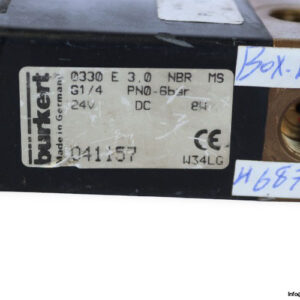 bürkert
Made in Germany
0330 E 3.0 NBR MS
G1/4 PN0-6bar
24V DC 8W
041157
CE
W34LG
Box-
H687